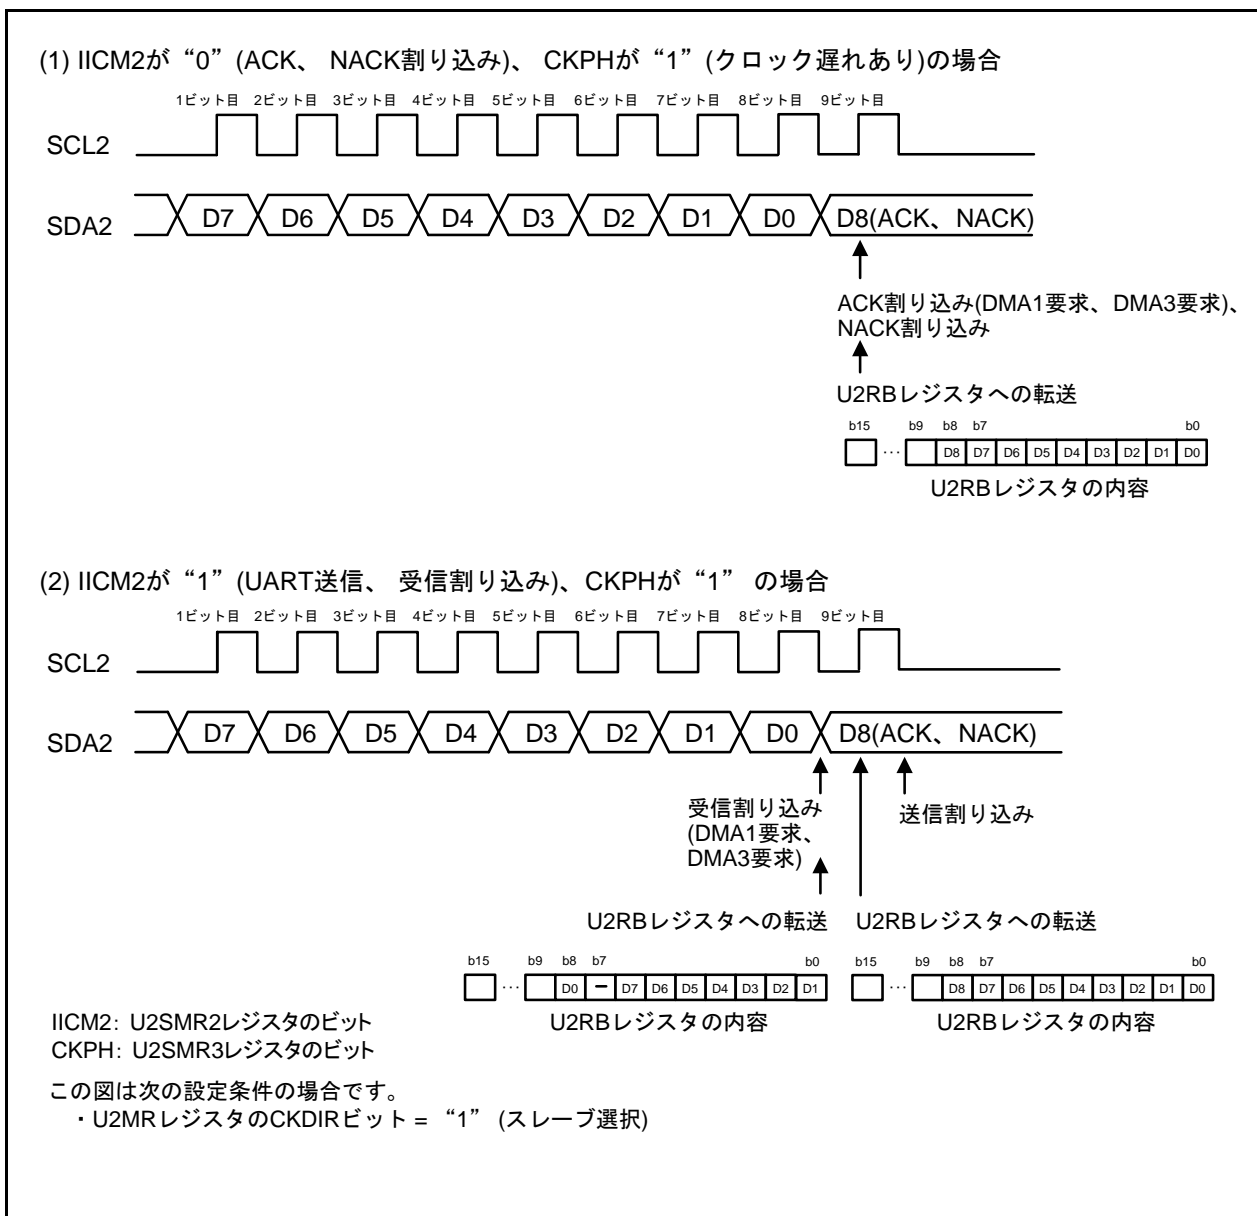 (1) IICM2が“0”(ACK、 NACK割り込み)、 CKPHが“1”(クロック遅れあり)の場合
1ビット目 2ビット目 3ビット目 4ビット目 5ビット目 6ビット目 7ビット目 8ビット目 9ビット目
SCL2
SDA2 D7 D6 D5 D4 D3 D2 D1 D0 D8(ACK、NACK)
ACK割り込み(DMA1要求、DMA3要求)、
NACK割り込み
U2RBレジスタへの転送
b15 b9 b8 b7 b0
… D8 D7 D6 D5 D4 D3 D2 D1 D0
U2RBレジスタの内容
(2) IICM2が“1”(UART送信、 受信割り込み)、CKPHが“1” の場合
1ビット目 2ビット目 3ビット目 4ビット目 5ビット目 6ビット目 7ビット目 8ビット目 9ビット目
SCL2
SDA2 D7 D6 D5 D4 D3 D2 D1 D0 D8(ACK、NACK)
受信割り込み
(DMA1要求、
DMA3要求)
送信割り込み
U2RBレジスタへの転送 U2RBレジスタへの転送
b15 b9 b8 b7 b0 b15 b9 b8 b7 b0
… D0 − D7 D6 D5 D4 D3 D2 D1 … D8 D7 D6 D5 D4 D3 D2 D1 D0
U2RBレジスタの内容 U2RBレジスタの内容
IICM2: U2SMR2レジスタのビット
CKPH: U2SMR3レジスタのビット
この図は次の設定条件の場合です。
・U2MRレジスタのCKDIRビット = “1” (スレーブ選択)